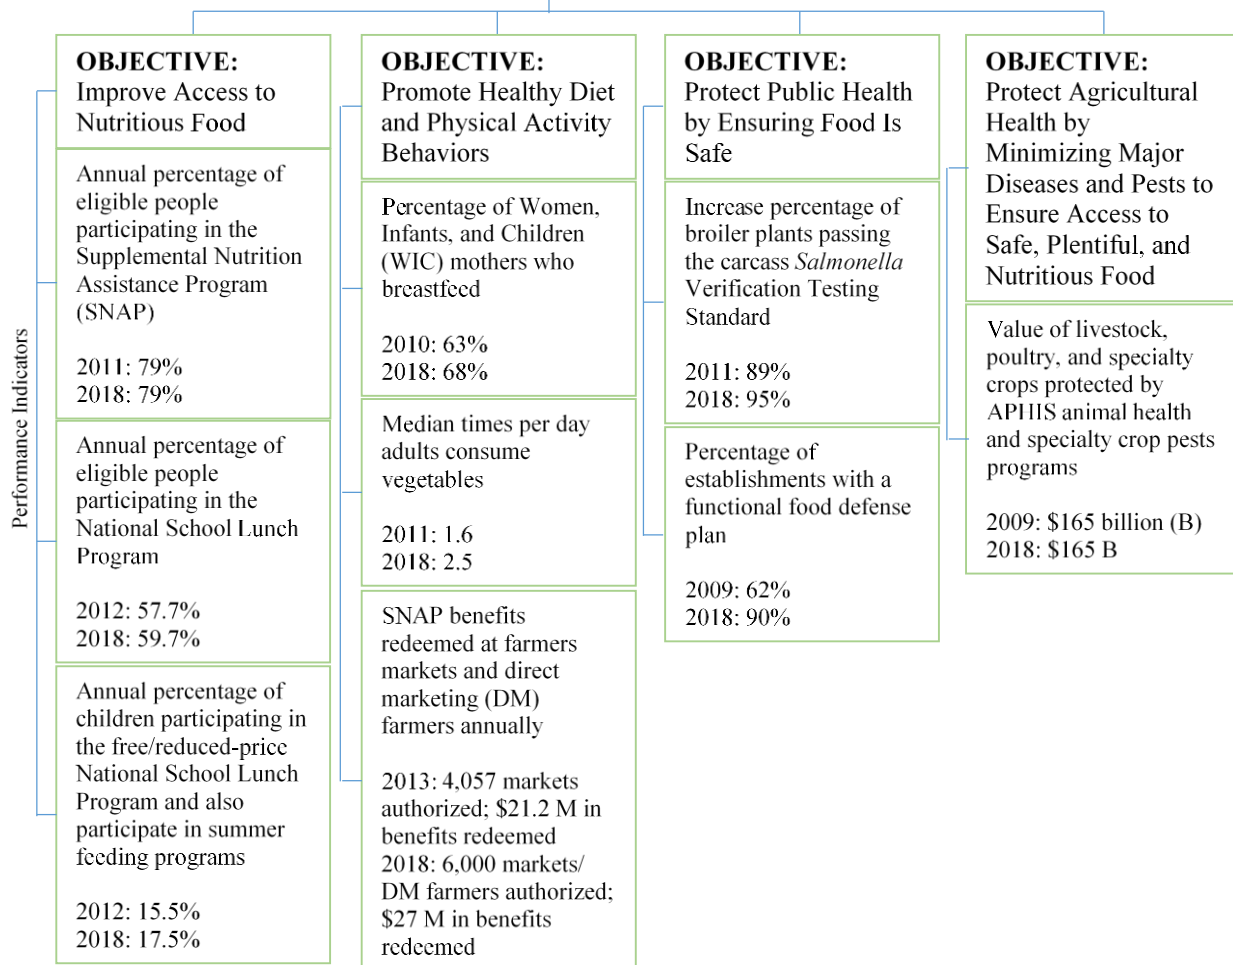 Performance Indicators
OBJECTIVE:
Improve Access to
Nutritious Food
Annual percentage of
eligible people
participating in the
Supplemental Nutrition
Assistance Program
(SNAP)
2011: 79%
2018: 79%
Annual percentage of
eligible people
participating in the
National School Lunch
Program
2012: 57.7%
2018: 59.7%
Annual percentage of
children participating in
the free/reduced-price
National School Lunch
Program and also
participate in summer
feeding programs
2012: 15.5%
2018: 17.5%
OBJECTIVE:
Promote Healthy Diet
and Physical Activity
Behaviors
Percentage of Women,
Infants, and Children
(WIC) mothers who
breastfeed
2010: 63%
2018: 68%
Median times per day
adults consume
vegetables
2011: 1.6
2018: 2.5
SNAP benefits
redeemed at farmers
markets and direct
marketing (DM)
farmers annually
2013: 4,057 markets
authorized; $21.2 M in
benefits redeemed
2018: 6,000 markets/
DM farmers authorized;
$27 M in benefits
redeemed
OBJECTIVE:
Protect Public Health
by Ensuring Food Is
Safe
Increase percentage of
broiler plants passing
the carcass Salmonella
Verification Testing
Standard
2011: 89%
2018: 95%
Percentage of
establishments with a
functional food defense
plan
2009: 62%
2018: 90%
OBJECTIVE:
Protect Agricultural
Health by
Minimizing Major
Diseases and Pests to
Ensure Access to
Safe, Plentiful, and
Nutritious Food
Value of livestock,
poultry, and specialty
crops protected by
APHIS animal health
and specialty crop pests
programs
2009: $165 billion (B)
2018: $165 B